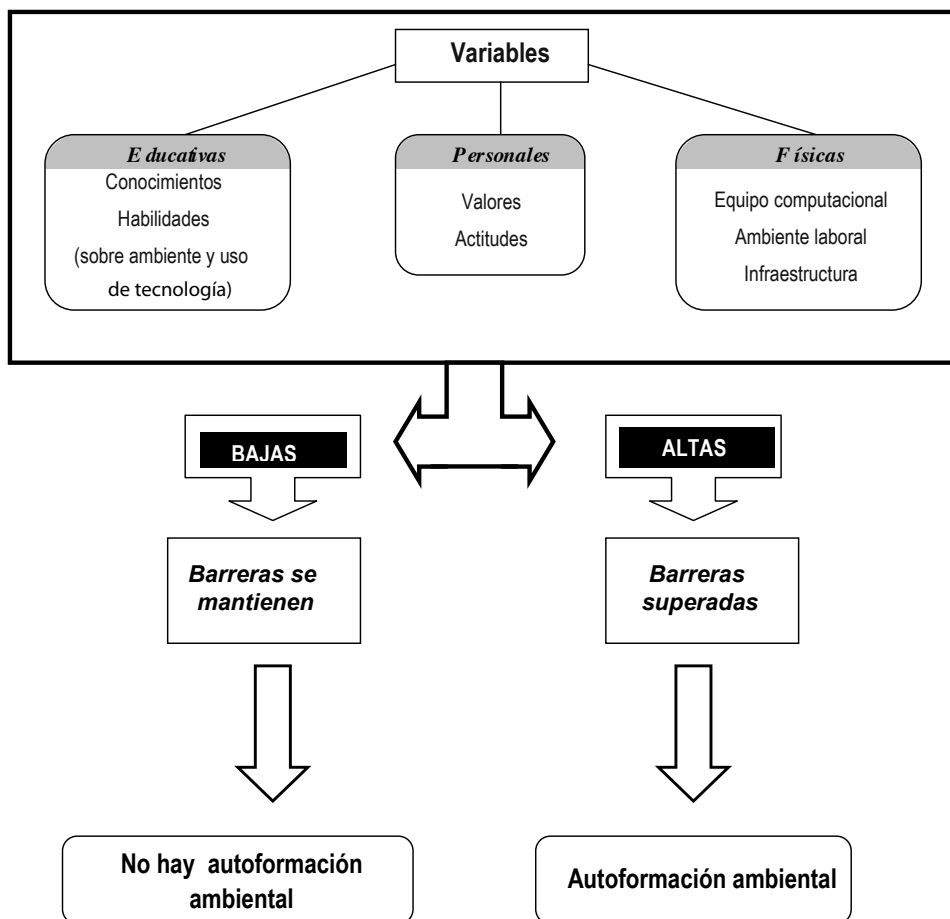 Variables
Educativas
Conocimientos
Habilidades
(sobre ambiente y uso
de tecnología)
Personales
Valores
Actitudes
Físicas
Equipo computacional
Ambiente laboral
Infraestructura
BAJAS
ALTAS
Barreras se
mantienen
Barreras
superadas
No hay autoformación
ambiental
Autoformación ambiental